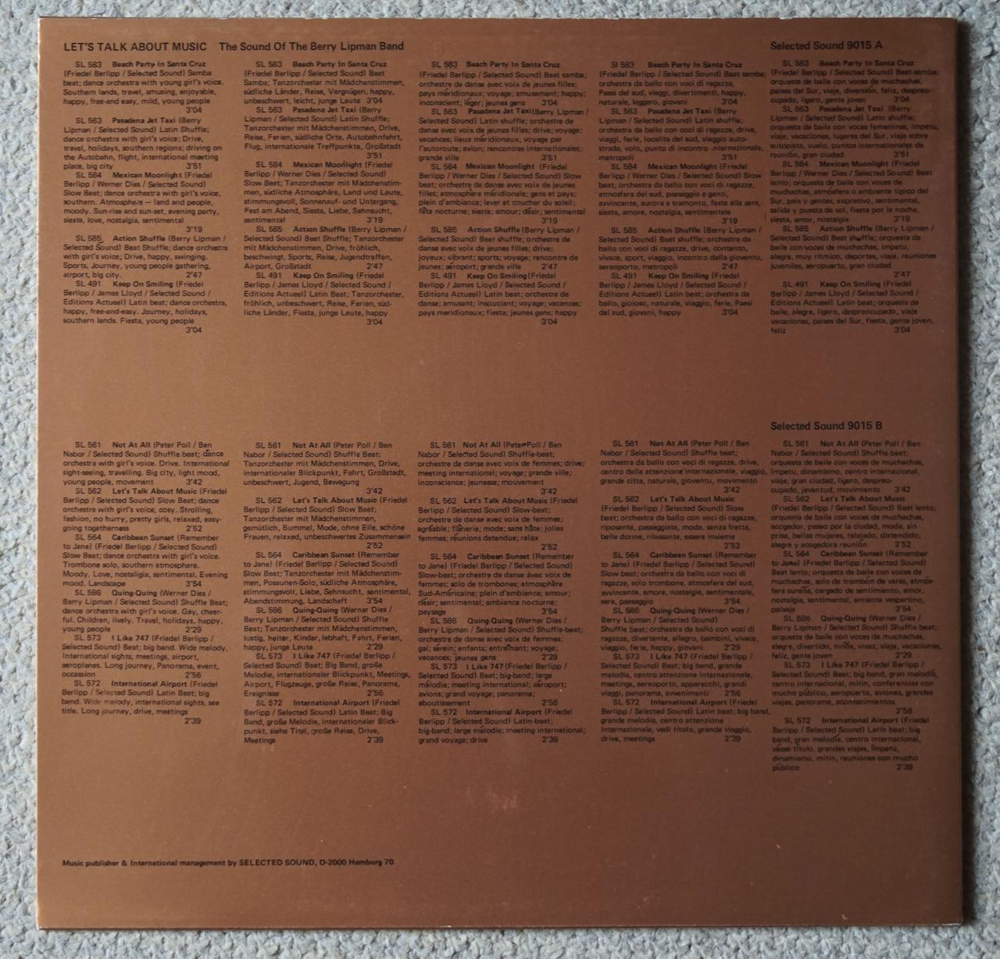 LET'S TALK ABOUT MUSIC The Sound Of The Berry Lipman Band
Selected Sound 9015 A
SL 583 Beach Party In Santa Cruz
(Friedel Berlipp / Selected Sound) Samba
beat; dance orchestra with young girl's voice.
Southern lands, travel, amusing, enjoyable,
happy, free-and easy, mild, young people
3'04
SL 563 Pasadena Jet Taxi (Berry
Lipman / Selected Sound) Latin Shuffle;
dance orchestra with girl's voice; Drive,
travel, holidays, southern regions; driving on
the Autobahn, flight, international meeting
place, big city 3'51
SL 584 Mexican Moonlight (Friedel
Berlipp / Werner Dies / Selected Sound)
Slow Beat; dance orchestra with girl's voice,
southern. Atmosphere — land and people,
moody. Sun-rise and sun-set, evening party,
siesta, love, nostalgia, sentimental
3'19
SL 585 Action Shuffle (Berry Lipman /
Selected Sound) Beat Shuffle; dance orchestra
with girl's voice; Drive, happy, swinging.
Sports, Journey, young people gathering,
airport, big city. 2'47
SL 491 Keep On Smiling (Friedel
Berlipp / James Lloyd / Selected Sound /
Editions Actueel) Latin beat; dance orchestra,
happy, free-and-easy. Journey, holidays,
southern lands. Fiesta, young people
3'04
SL 583 Beach Party In Santa Cruz
(Friedel Berlipp / Selected Sound) Beat
Samba; Tanzorchester mit Mädchenstimmen,
südliche Länder, Reise, Vergnügen, happy,
unbeschwert, leicht, junge Leute 3'04
SL 563 Pasadena Jet Taxi (Berry
Lipman / Selected Sound) Latin Shuffle;
Tanzorchester mit Mädchenstimmen, Drive,
Reise, Ferien, südliche Orte, Autobahnfahrt,
Flug, internationale Treffpunkte, Großstadt
3'51
SL 584 Mexican Moonlight (Friedel
Berlipp / Werner Dies / Selected Sound)
Slow Beat; Tanzorchester mit Mädchenstim-
men, südliche Atmosphäre, Land und Leute,
stimmungsvoll, Sonnenauf- und Untergang,
Fest am Abend, Siesta, Liebe, Sehnsucht,
sentimental 3'19
SL 585 Action Shuffle (Berry Lipman /
Selected Sound) Beat Shuffle; Tanzorchester
mit Mädchenstimmen, Drive, fröhlich,
beschwingt, Sports, Reise, Jugendtreffen,
Airport, Großstadt 2'47
SL 491 Keep On Smiling (Friedel
Berlipp / James Lloyd / Selected Sound /
Editions Actueel) Latin Beat; Tanzorchester,
fröhlich, unbeschwert, Reise, Ferien, süd-
liche Länder, Fiesta, junge Leute, happy
3'04
SL 583 Beach Party In Santa Cruz
(Friedel Berlipp / Selected Sound) Beat samba;
orchestre de danse avec voix de jeunes filles;
pays méridionaux; voyage; amusement; happy;
inconscient; léger; jeunes gens 3'04
SL 563 Pasadena Jet Taxi (Berry Lipman /
Selected Sound) Latin shuffle; orchestre de
danse avec voix de jeunes filles; drive; voyage;
vacances; lieux méridionaux; voyage par
l'autoroute; avion; rencontres internationales;
grande ville 3'51
SL 584 Mexican Moonlight (Friedel
Berlipp / Werner Dies / Selected Sound) Slow
beat; orchestre de danse avec voix de jeunes
filles; atmosphère méridionale; gens et pays;
plein d'ambiance; lever et coucher du soleil;
fête nocturne; siesta; amour; désir; sentimental
3'19
SL 585 Action Shuffle (Berry Lipman /
Selected Sound) Beat shuffle; orchestre de
danse avec voix de jeunes filles; drive;
joyeux; vibrant; sports; voyage; rencontre de
jeunes; aéroport; grande ville 2'47
SL 491 Keep On Smiling (Friedel
Berlipp / James Lloyd / Selected Sound /
Editions Actueel) Latin beat; orchestre de
danse; amusant; insouciant; voyage; vacances;
pays meridionaux; fiesta; jeunes gens; happy
3'04
SL 583 Beach Party In Santa Cruz
(Friedel Berlipp / Selected Sound) Beat samba;
orchestra da ballo con voci di ragazze,
Paesi del sud, viaggi, divertimenti, happy,
naturale, leggero, giovani 3'04
SL 563 Pasadena Jet Taxi (Berry
Lipman / Selected Sound) Latin shuffle;
orchestra da ballo con voci di ragazze, drive,
viaggi, ferie, localita del sud, viaggio auto-
strada, volo, punto di incontro internazionale,
metropoli 3'51
SL 584 Mexican Moonlight (Friedel
Berlipp / Werner Dies / Selected Sound) Slow
beat; orchestra da ballo con voci di ragazze,
atmosfera del sud, paesaggio e genti,
avvincente, aurora e tramonto, festa alla sera,
siesta, amore, nostalgia, sentimentale
3'19
SL 585 Action Shuffle (Berry Lipman /
Selected Sound) Beat shuffle; orchestra da
ballo con voci di ragazze, drive, contento,
vivace, sport, viaggio, incontro della gioventu,
aereoporto, metropoli 2'47
SL 491 Keep On Smiling (Friedel
Berlipp / James Lloyd / Selected Sound /
Editions Actueel) Latin beat; orchestra da
ballo, gioioso, naturale, viaggio, ferie, Paesi
del sud, giovani, happy 3'04
SL 583 Beach Party In Santa Cruz
(Friedel Berlipp / Selected Sound) Beat-samba;
orquesta de baile con voces de muchachas,
paises del Sur, viaje, diversión, feliz, despreo-
cupado, ligero, gente joven 3'04
SL 563 Pasadena Jet Taxi (Berry
Lipman / Selected Sound) Latin shuffle;
orquesta de baile con voces femeninas, impetu,
viaje, vacaciones, lugares del Sur, viaje sobre
autopista, vuelo, puntos internacionales de
reunión, gran ciudad 3'51
SL 584 Mexican Moonlight (Friedel
Berlipp / Werner Dies / Selected Sound) Beat
lento; orquesta de baile con voces de
muchachas, atmósfera o ambiente tipico del
Sur, pais y gentes, expresivo, sentimental,
salida y puesta de sol, fiesta por la noche,
siesta, amor, nostalgia 3'19
SL 585 Action Shuffle (Berry Lipman /
Selected Sound) Beat shuffle; orquesta de
baile con voces de muchachas, impetu,
alegre, muy rítmico, deportes, viaje, reuniones
juveniles, aeropuerto, gran ciudad
2'47
SL 491 Keep On Smiling (Friedel
Berlipp / James Lloyd / Selected Sound /
Editions Actueel) Latin beat; orquesta de
baile, alegre, ligero, despreocupado, viaje
vacaciones, paises del Sur, fiesta, gente joven,
feliz 3'04
Selected Sound 9015 B
SL 561 Not At All (Peter Poll / Ben
Nabor / Selected Sound) Shuffle beat; dance
orchestra with girl's voice. Drive. International
sight-seeing, travelling. Big city, light mood,
young people, movement 3'42
SL 562 Let's Talk About Music (Friedel
Berlipp / Selected Sound) Slow Beat; dance
orchestra with girl's voice, cosy. Strolling,
fashion, no hurry, pretty girls, relaxed, easy-
going togetherness 2'52
SL 564 Caribbean Sunset (Remember
to Jane) (Friedel Berlipp / Selected Sound)
Slow Beat; dance orchestra with girl's voice.
Trombone solo, southern atmosphere.
Moody. Love, nostalgia, sentimental. Evening
mood. Landscape 3'54
SL 586 Quing-Quing (Werner Dies /
Barry Lipman / Selected Sound) Shuffle Beat;
dance orchestra with girl's voice. Gay, cheer-
ful. Children, lively. Travel, holidays, happy,
young people 2'29
SL 573 I Like 747 (Friedel Berlipp /
Selected Sound) Beat; big band. Wide melody.
International sights, meetings, airport,
aeroplanes. Long journey, Panorama, event,
occassion 2'56
SL 572 International Airport (Friedel
Berlipp / Selected Sound) Latin Beat; big
band. Wide melody, international sights, see
title. Long journey, drive, meetings
2'39
SL 561 Not At All (Peter Poll / Ben
Nabor / Selected Sound) Shuffle Beat;
Tanzorchester mit Mädchenstimmen, Drive,
internationaler Blickpunkt, Fahrt, Großstadt,
unbeschwert, Jugend, Bewegung
3'42
SL 562 Let's Talk About Music (Friedel
Berlipp / Selected Sound) Slow Beat;
Tanzorchester mit Mädchenstimmen,
gemütlich, Bummel, Mode, ohne Eile, schöne
Frauen, relaxed, unbeschwertes Zusammensein
2'52
SL 564 Caribbean Sunset (Remember
to Jane) (Friedel Berlipp / Selected Sound)
Slow Beat; Tanzorchester mit Mädchenstim-
men, Posaunen-Solo, südliche Atmosphäre,
stimmungsvoll, Liebe, Sehnsucht, sentimental,
Abendstimmung, Landschaft 3'54
SL 586 Quing-Quing (Werner Dies /
Berry Lipman / Selected Sound) Shuffle
Beat; Tanzorchester mit Mädchenstimmen,
lustig, heiter, Kinder, lebhaft, Fahrt, Ferien,
happy, junge Leute 2'29
SL 573 I Like 747 (Friedel Berlipp /
Selected Sound) Beat; Big Band, große
Melodie, internationaler Blickpunkt, Meetings,
Airport, Flugzeuge, große Reise, Panorama,
Ereignisse 2'56
SL 572 International Airport (Friedel
Berlipp / Selected Sound) Latin Beat; Big
Band, große Melodie, internationaler Blick-
punkt, siehe Titel, große Reise, Drive,
Meetings 2'39
SL 561 Not At All (Peter Poll / Ben
Nabor / Selected Sound) Shuffle-beat;
orchestre de danse avec voix de femmes; drive;
meeting international; voyage; grande ville;
inconsciance; jeunesse; mouvement
3'42
SL 562 Let's Talk About Music (Friedel
Berlipp / Selected Sound) Slow-beat;
orchestre de danse avec voix de femmes;
agréable; flânerie; mode; sans hâte; jolies
femmes; réunions detendue; relax
2'52
SL 564 Caribbean Sunset (Remember
to Jane) (Friedel Berlipp / Selected Sound)
Slow-beat; orchestre de danse avec voix de
femmes; solo de trombones; atmosphère
Sud-Américaine; plein d'ambiance; amour;
désir; sentimental; ambiance nocturne;
paysage 3'54
SL 586 Quing-Quing (Werner Dies /
Berry Lipman / Selected Sound) Shuffle-beat;
orchestre de danse avec voix de femmes;
gai; serein; enfants; entraînant; voyage;
vacances; jeunes gens 2'29
SL 573 I Like 747 (Friedel Berlipp /
Selected Sound) Beat; big-band; large
mélodie; meeting international; aéroport;
avions; grand voyage; panorama;
aboutissement 2'56
SL 572 International Airport (Friedel
Berlipp / Selected Sound) Latin-beat;
big-band; large mélodie; meeting international;
grand voyage; drive 2'39
SL 561 Not At All (Peter Poll / Ben
Nabor / Selected Sound) Shuffle beat;
orchestra da ballo con voci di ragazze, drive,
centro della attenzione internazionale, viaggio,
grande citta, naturale, gioventu, movimento
3'42
SL 562 Let's Talk About Music
(Friedel Berlipp / Selected Sound) Slow
beat; orchestra da ballo con voci di ragazze,
riposante, passeggiata, moda, senza fretta,
belle donne, rilassante, essere insieme
2'52
SL 564 Caribbean Sunset (Remember
to Jane) (Friedel Berlipp / Selected Sound)
Slow beat; orchestra da ballo con voci di
ragazze, solo trombone, atmosfera del sud,
avvincente, amore, nostalgia, sentimentale,
sera, paesaggio 3'54
SL 586 Quing-Quing (Werner Dies /
Berry Lipman / Selected Sound)
Shuffle beat; orchestra da ballo con voci di
ragazze, divertante, allegro, bambini, vivace,
viaggio, ferie, happy, giovani 2'29
SL 573 I Like 747 (Friedel Berlipp /
Selected Sound) Beat; big band, grande
melodia, centro attenzione internazionale,
meetings, aereoporto, apparecchi, grandi
viaggi, panorama, avvenimenti 2'56
SL 572 International Airport (Friedel
Berlipp / Selected Sound) Latin beat; big band,
grande melodia, centro attenzione
internazionale, vedi titolo, grande viaggio,
drive, meetings 2'39
SL 561 Not At All (Peter Poll / Ben
Nabor / Selected Sound) Shuffle beat;
orquesta de baile con voces de muchachas,
ímpetu, dinamismo, centro internacional,
viaje, gran ciudad, ligero, despreo-
cupado, jeventud, movimiento 3'42
SL 562 Let's Talk About Music
(Friedel Berlipp / Selected Sound) Beat lento;
orquesta de baile con voces de muchachas,
acogedor, paseo por la ciudad, moda, sin
prisa, bellas mujeres, relajado, distendido,
alegre y acogedora reunión 2'52
SL 564 Caribbean Sunset (Remember
to Jane) (Friedel Berlipp / Selected Sound)
Beat lento; orquesta de baile con voces de
muchachas, solo de trombón de varas, atmós-
fera sureña, cargado de sentimiento, amor,
nostalgia, sentimental, amiente vespertino,
paisaje 3'54
SL 586 Quing-Quing (Werner Dies /
Berry Lipman / Selected Sound) Shuffle beat;
orquesta de baile con voces de muchachas,
alegre, divertido, niños, vivaz, viaje, vacaciones,
feliz, gente joven 2'29
SL 573 I Like 747 (Friedel Berlipp /
Selected Sound) Beat; big band, gran melodía,
centro internacional, mitin, conferencias con
mucho público, aeropuerto, aviones, grandes
viajes, panorama, acontecimientos
2'56
SL 572 International Airport (Friedel
Berlipp / Selected Sound) Latin beat; big
band, gran melodía, centro internacional,
véase título, grandes viajes, ímpetu,
dinamismo, mitin, reuniones con mucho
público 2'39
Music publisher & International management by SELECTED SOUND, D-2000 Hamburg 70